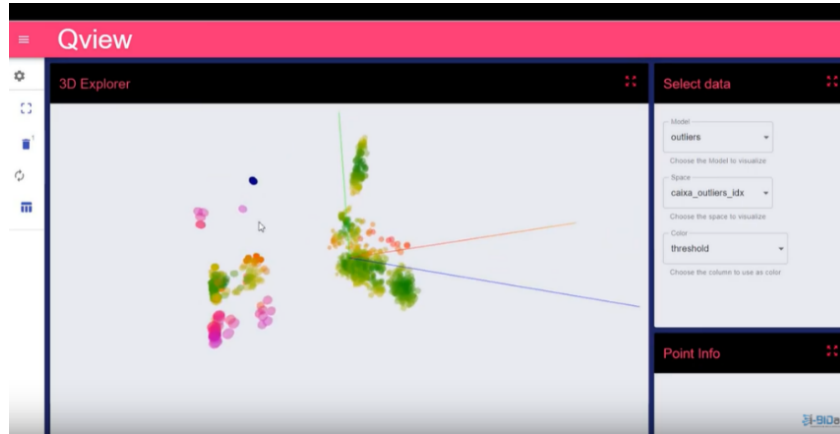 Qview
3D Explorer
Select data
Model
outliers
Choose the Model to visualize
Space
caixa_outliers_idx
Choose the space to visualize
Color
threshold
Choose the column to use as color
Point Info